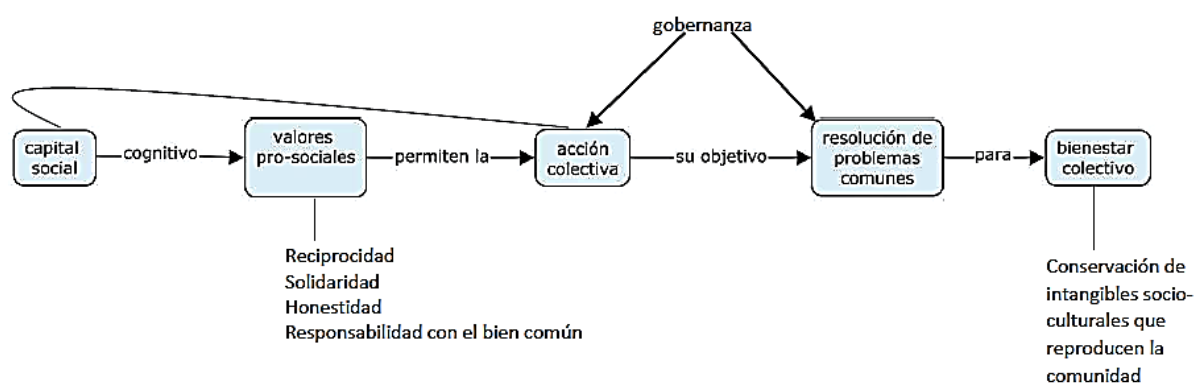 gobernanza
capital
social
cognitivo
valores
pro-sociales
permiten la
acción
colectiva
su objetivo
resolución de
problemas
comunes
para
bienestar
colectivo
Reciprocidad
Solidaridad
Honestidad
Responsabilidad con el bien común
Conservación de
intangibles socio-
culturales que
reproducen la
comunidad